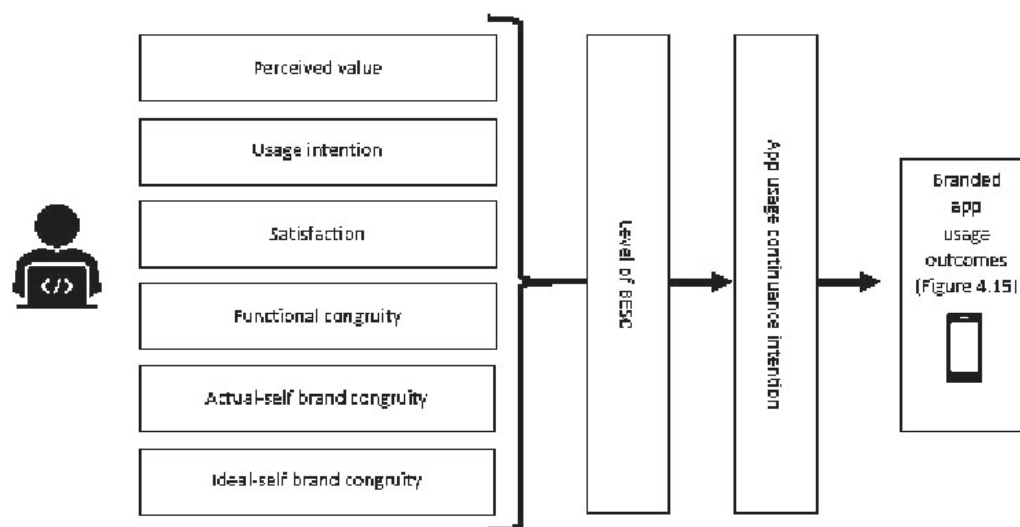 Perceived value
Usage intention
Satisfaction
Functional congruity
Actual-self brand congruity
Ideal-self brand congruity
</>
Level of BESC
App usage continuance intention
Branded
app
usage
outcomes
(Figure 4.15)